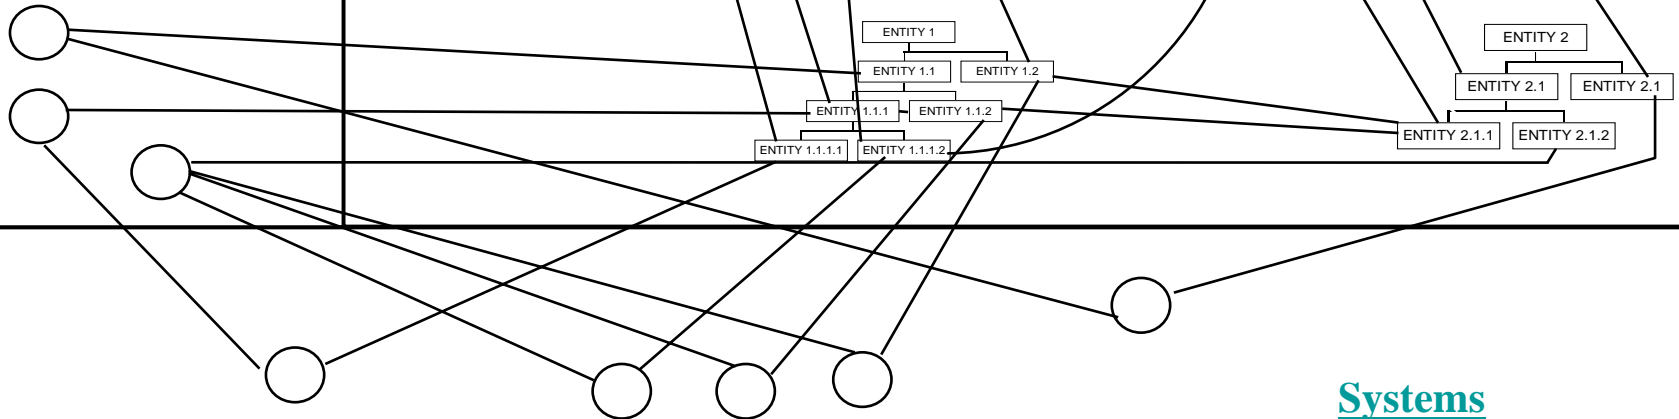 ENTITY 1
ENTITY 1.1
ENTITY 1.2
ENTITY 1.1.1
ENTITY 1.1.2
ENTITY 1.1.1.1
ENTITY 1.1.1.2
ENTITY 2
ENTITY 2.1
ENTITY 2.1
ENTITY 2.1.1
ENTITY 2.1.2
Systems